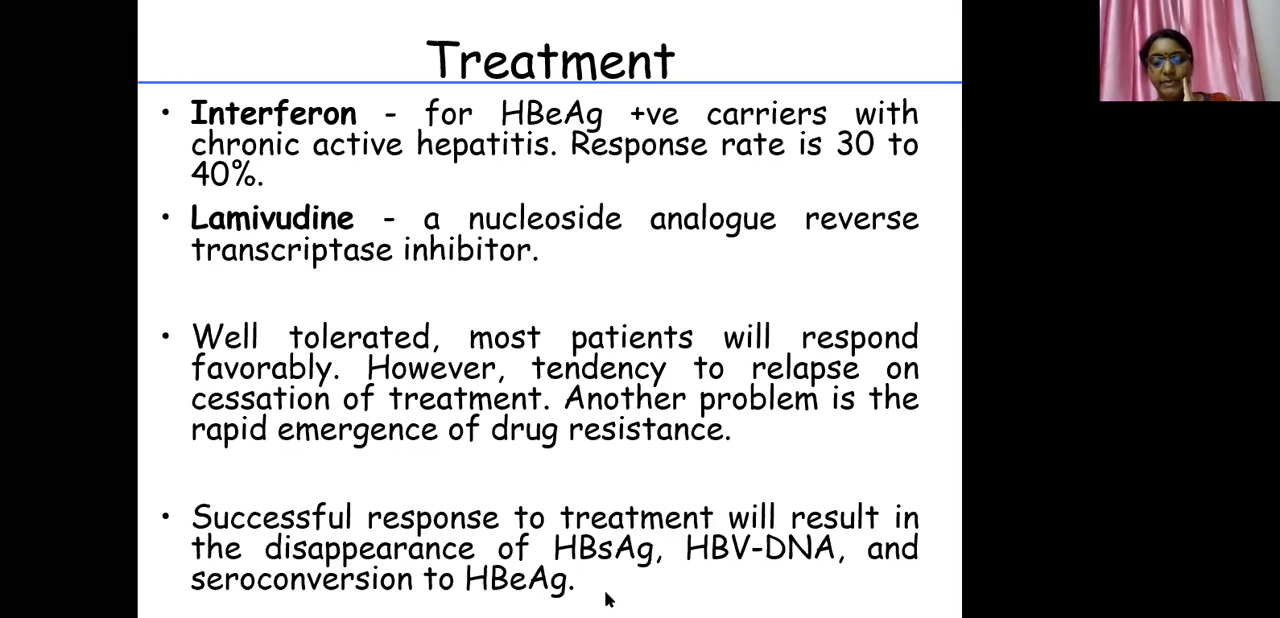 Treatment
• Interferon - for HBeAg +ve carriers with
chronic active hepatitis. Response rate is 30 to
40%.
• Lamivudine - a nucleoside analogue reverse
transcriptase inhibitor.
• Well tolerated, most patients will respond
favorably. However, tendency to relapse on
cessation of treatment. Another problem is the
rapid emergence of drug resistance.
• Successful response to treatment will result in
the disappearance of HBsAg, HBV-DNA, and
seroconversion to HBeAg.